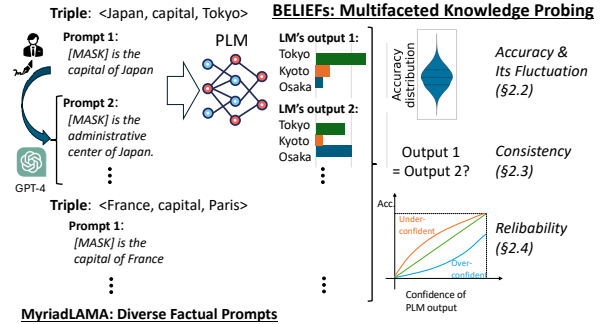 BELIEFs: Multifaceted Knowledge Probing
Triple: <Japan, capital, Tokyo>
Prompt 1:
[MASK] is the
capital of Japan
Prompt 2:
[MASK] is the
administrative
center of Japan.
GPT-4
Triple: <France, capital, Paris>
Prompt 1:
[MASK] is the
capital of France
MyriadLAMA: Diverse Factual Prompts
PLM
LM's output 1:
Tokyo
Kyoto
Osaka
LM's output 2:
Tokyo
Kyoto
Osaka
Accuracy
distribution
Accuracy &
Its Fluctuation
(§2.2)
Output 1
= Output 2?
Consistency
(§2.3)
Acc.
Under-
confident
Over-
confident
Confidence of
PLM output
Relibability
(§2.4)